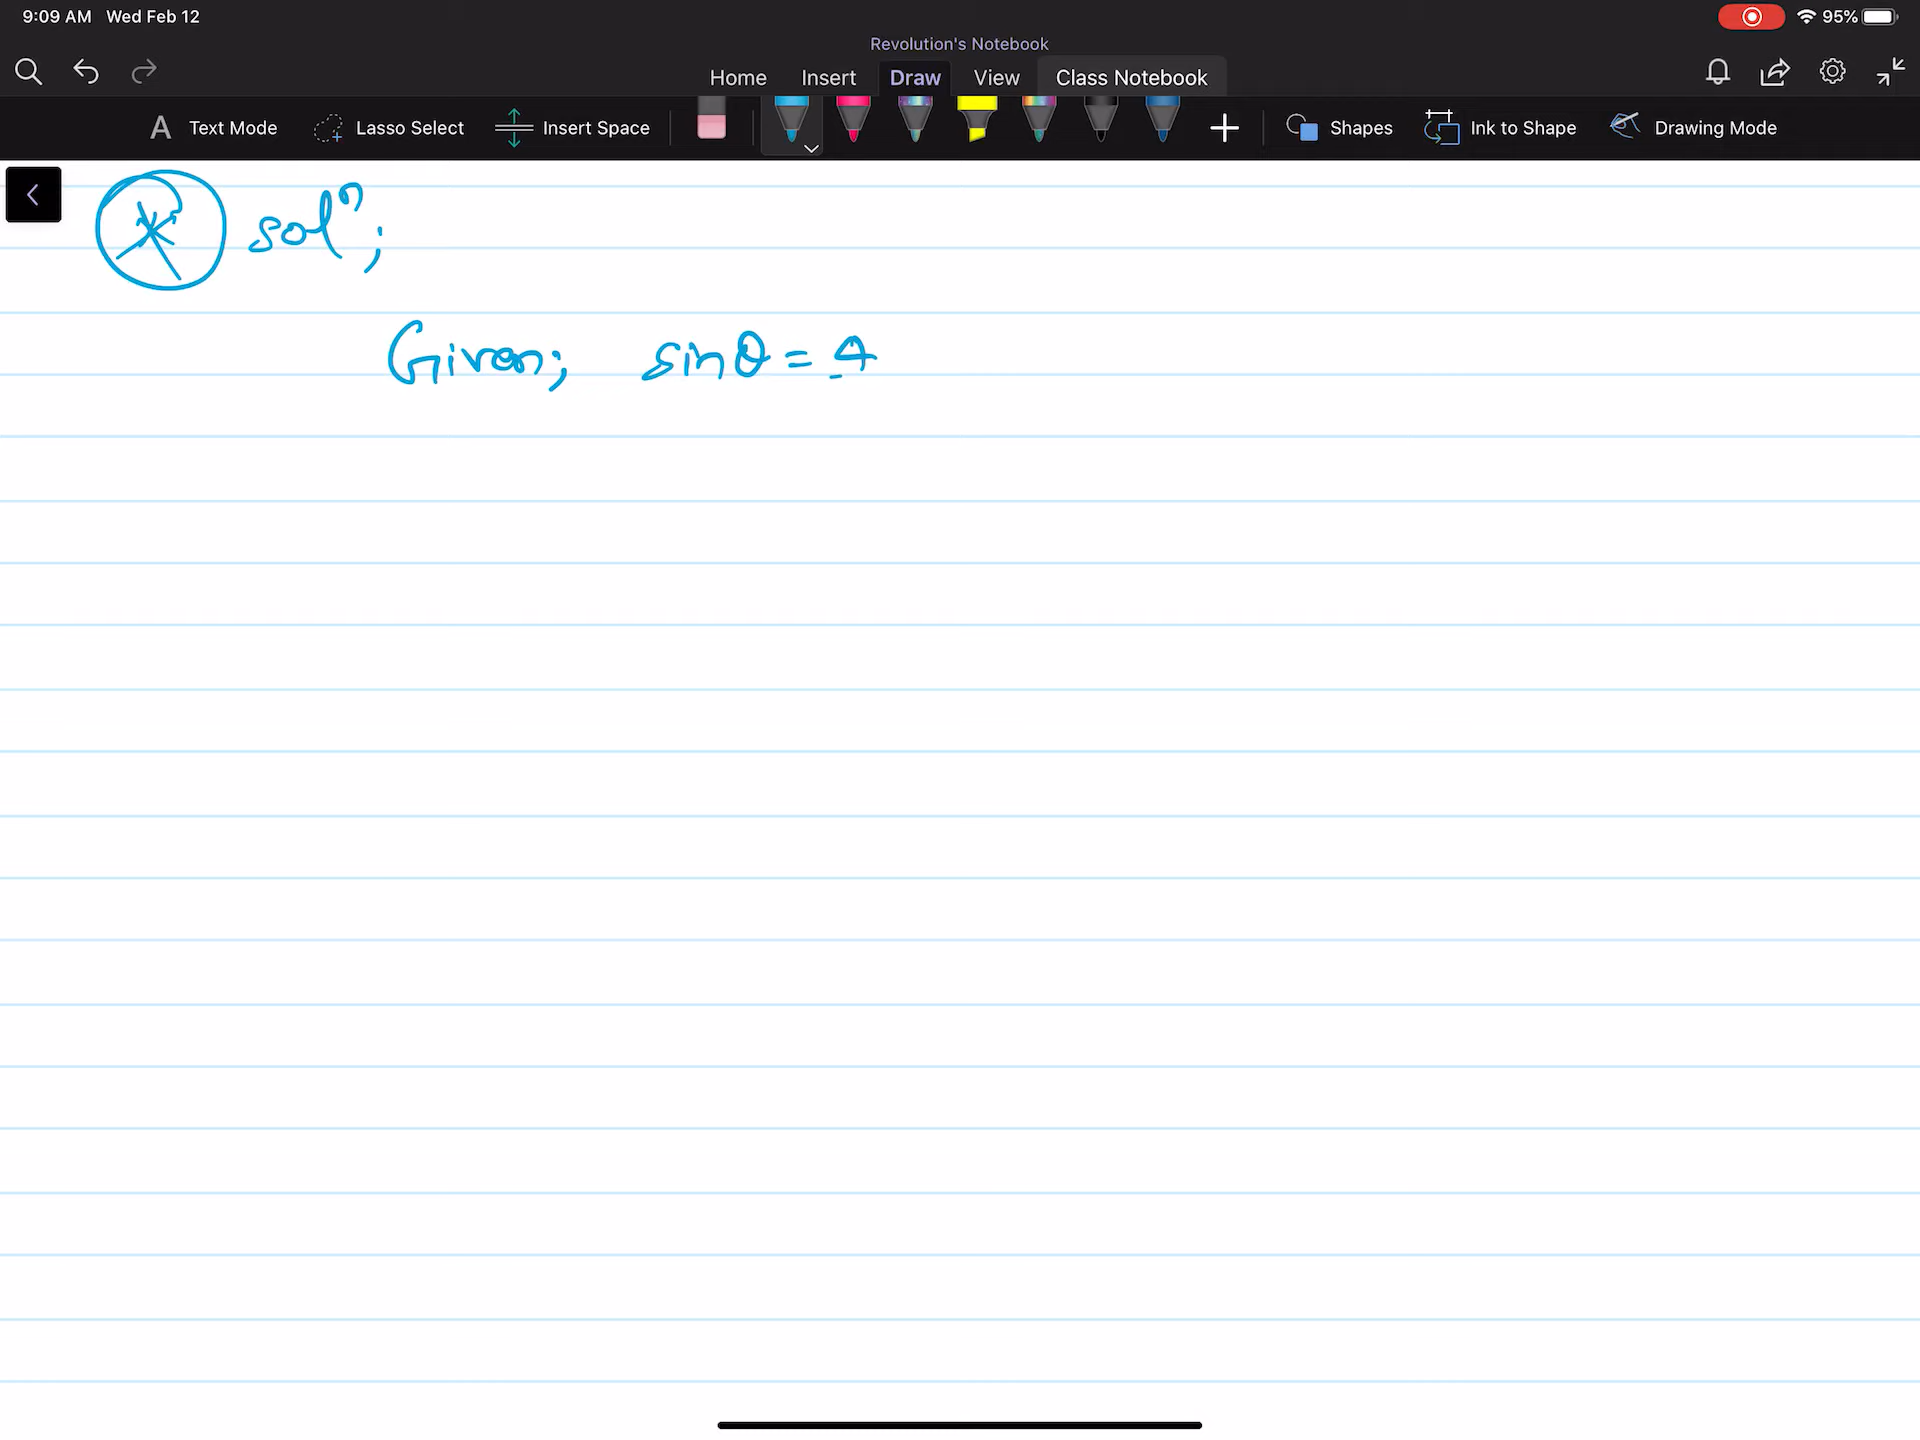 9:09 AM Wed Feb 12 95%
Revolution's Notebook
Home Insert Draw View Class Notebook
A Text Mode Lasso Select Insert Space Shapes Ink to Shape Drawing Mode
solⁿ;
Given; sinθ = 4